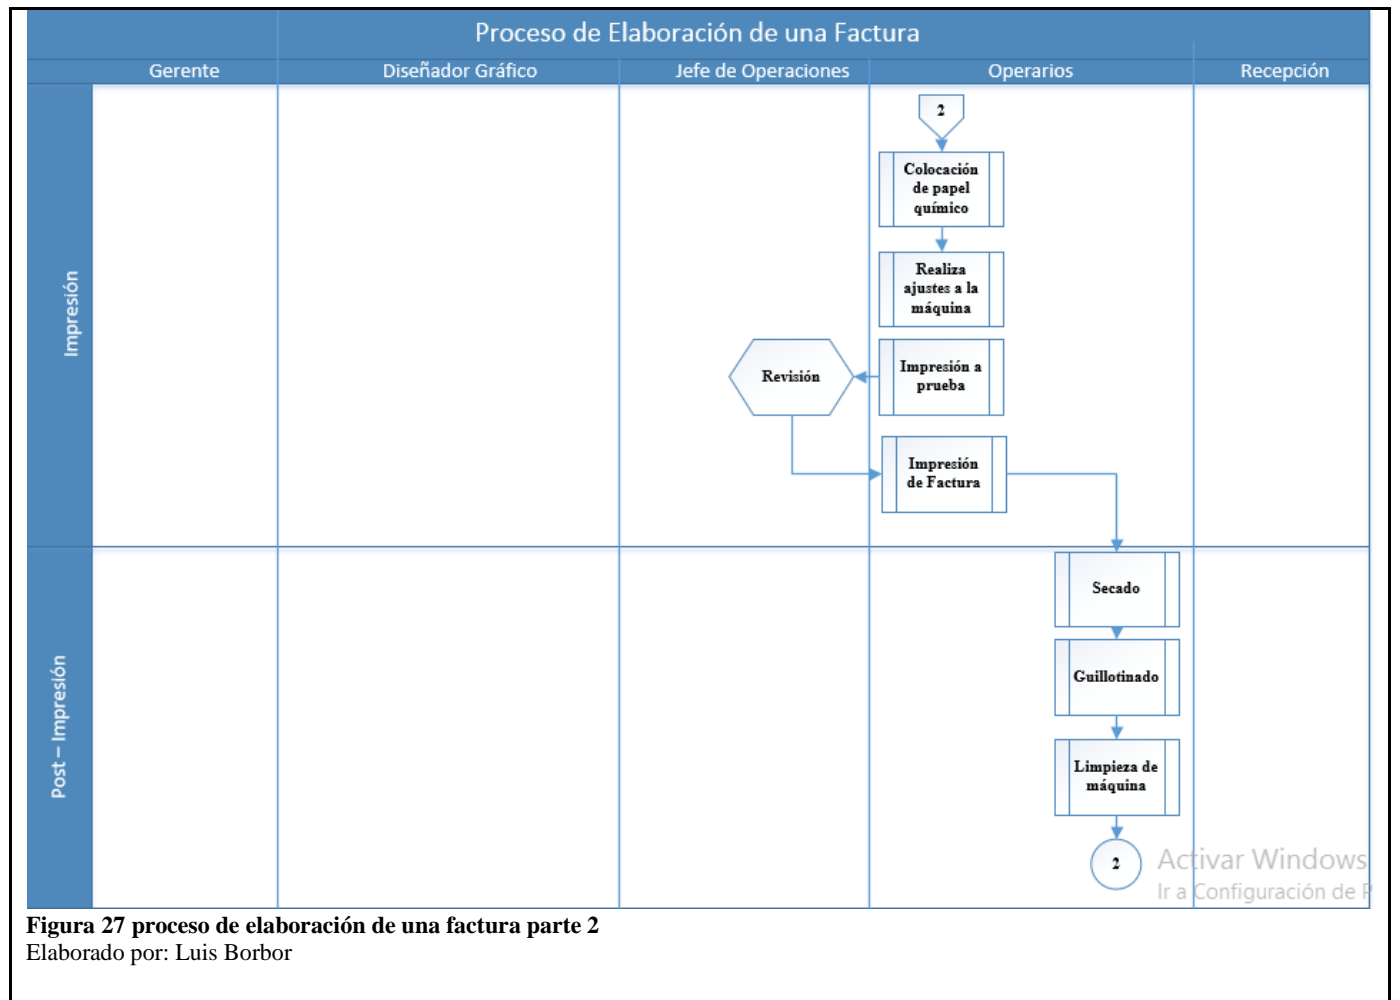 Proceso de Elaboración de una Factura
Gerente
Diseñador Gráfico
Jefe de Operaciones
Operarios
Recepción
Impresión
2
Colocación
de papel
químico
Realiza
ajustes a la
máquina
Impresión a
prueba
Revisión
Impresión
de Factura
Post – Impresión
Secado
Guillotinado
Limpieza de
máquina
2
Activar Windows
Ir a Configuración de P
Figura 27 proceso de elaboración de una factura parte 2
Elaborado por: Luis Borbor